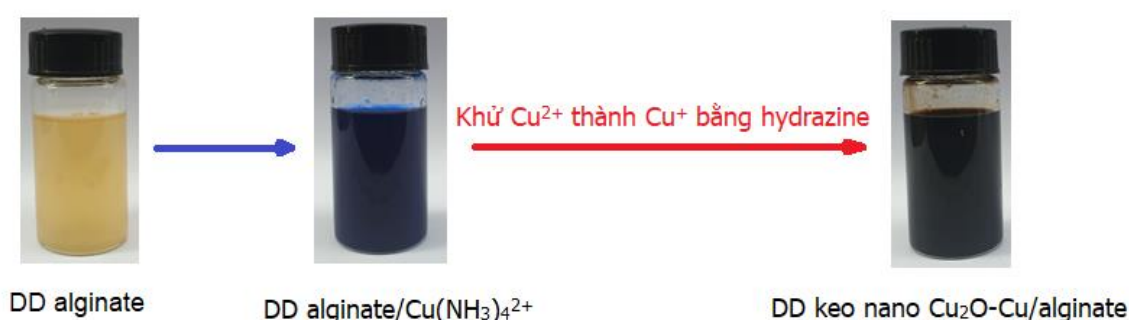 Khử Cu²⁺ thành Cu⁺ bằng hydrazine
DD alginate
DD alginate/Cu(NH₃)₄²⁺
DD keo nano Cu₂O-Cu/alginate